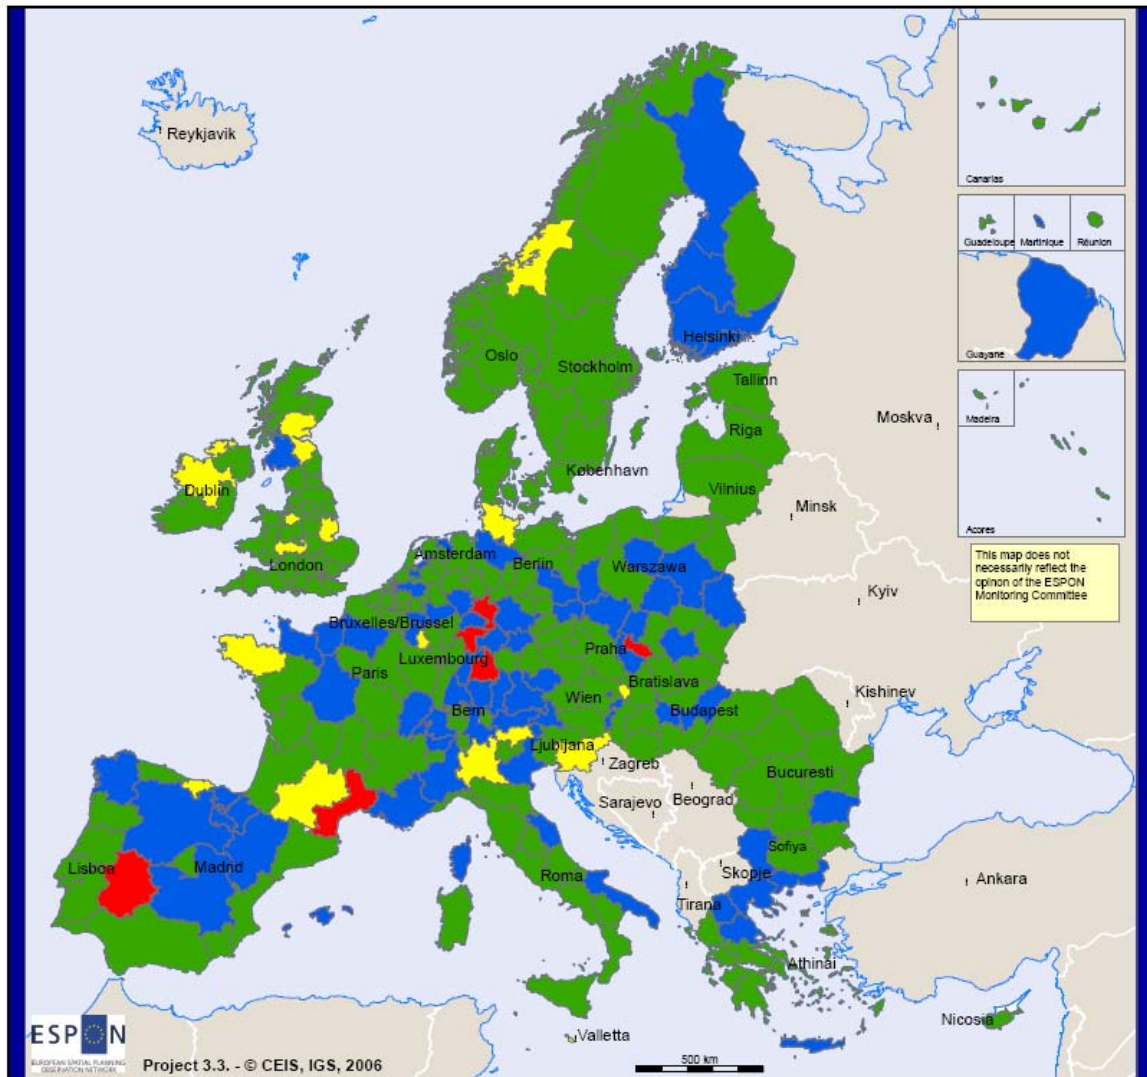 Reykjavik
Canarias
Guadeloupe
Martinique
Réunion
Guayane
Helsinki
Oslo
Stockholm
Tallinn
Riga
Moskva
Madeira
København
Vilnius
Dublin
Minsk
Acores
London
Amsterdam
Berlin
Warszawa
This map does not
necessarily reflect the
opinon of the ESPON
Monitoring Committee
Kyiv
Bruxelles/Brussel
Praha
Luxembourg
Paris
Bratislava
Wien
Kishinev
Bern
Budapest
Ljubljana
Zagreb
Bucuresti
Beograd
Sarajevo
Sofiya
Lisboa
Madrid
Roma
Skopje
Ankara
Tirana
Athinai
Nicosia
Valletta
ESPON
EUROPEAN SPATIAL PLANNING
OBSERVATION NETWORK
Project 3.3. - © CEIS, IGS, 2006
500 km